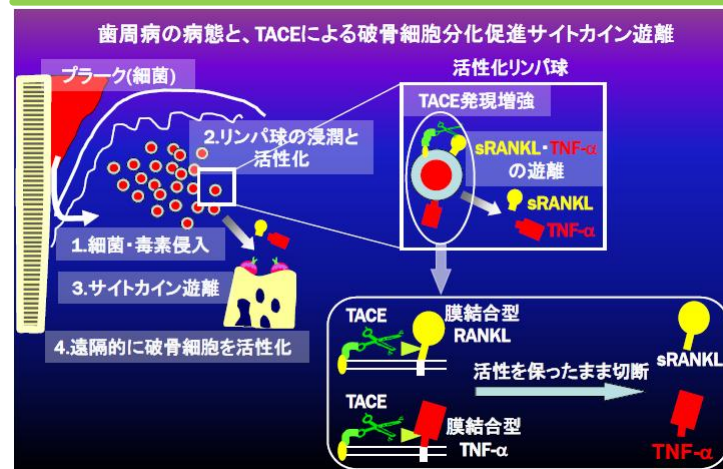 歯周病の病態と、TACEによる破骨細胞分化促進サイトカイン遊離
プラーク(細菌)
2.リンパ球の浸潤と
活性化
1.細菌・毒素侵入
3.サイトカイン遊離
4.遠隔的に破骨細胞を活性化
活性化リンパ球
TACE発現増強
sRANKL・TNF-α
の遊離
sRANKL
TNF-α
TACE
膜結合型
RANKL
活性を保ったまま切断
sRANKL
TACE
膜結合型
TNF-α
TNF-α